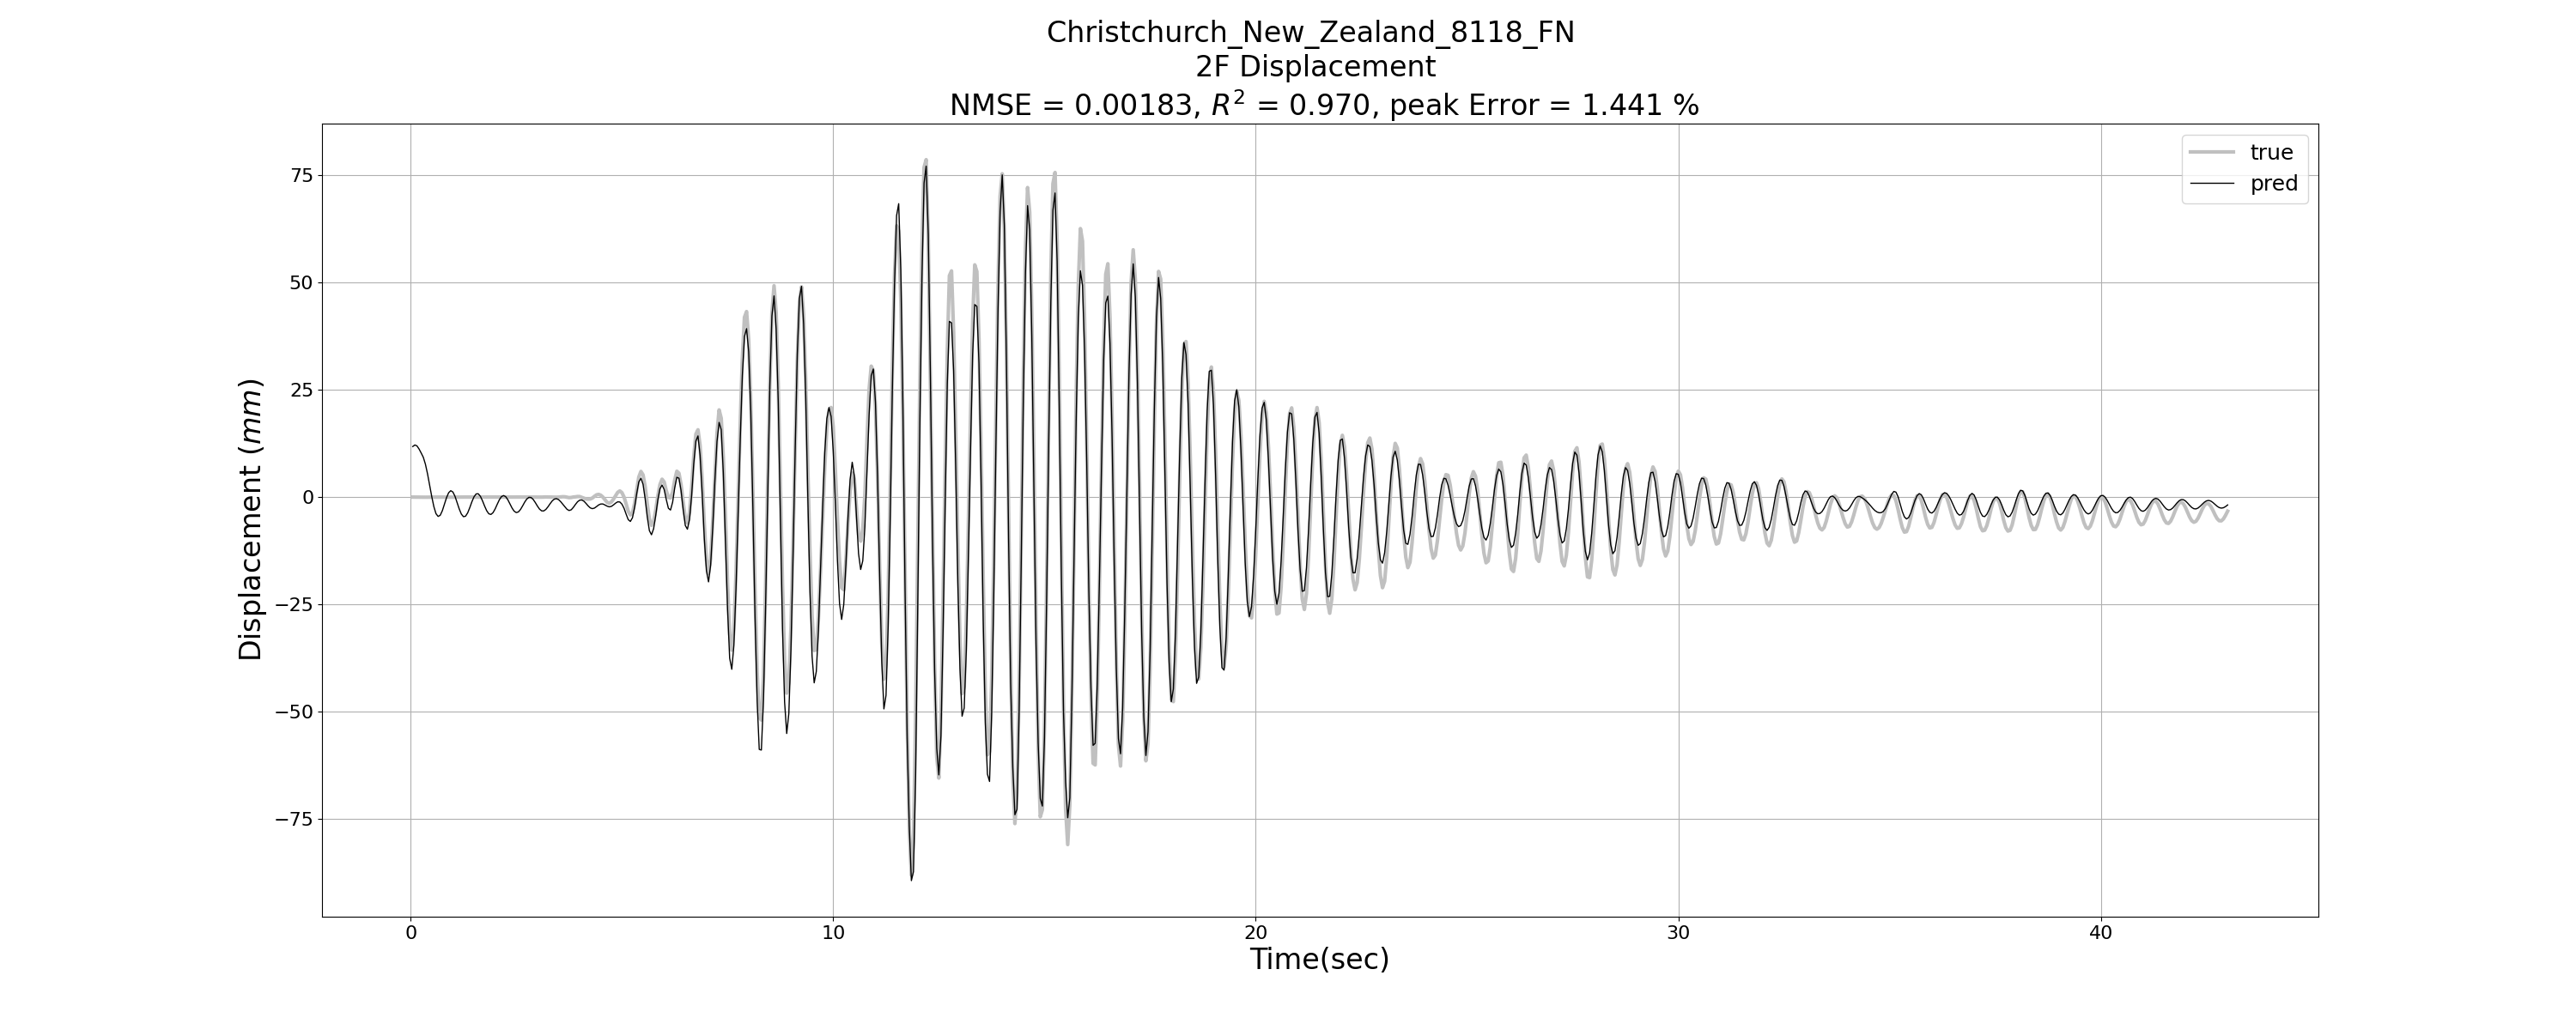 Christchurch_New_Zealand_8118_FN
2F Displacement
NMSE = 0.00183, R² = 0.970, peak Error = 1.441 %
true
pred
75
50
25
0
−25
−50
−75
Displacement (mm)
0 10 20 30 40
Time(sec)